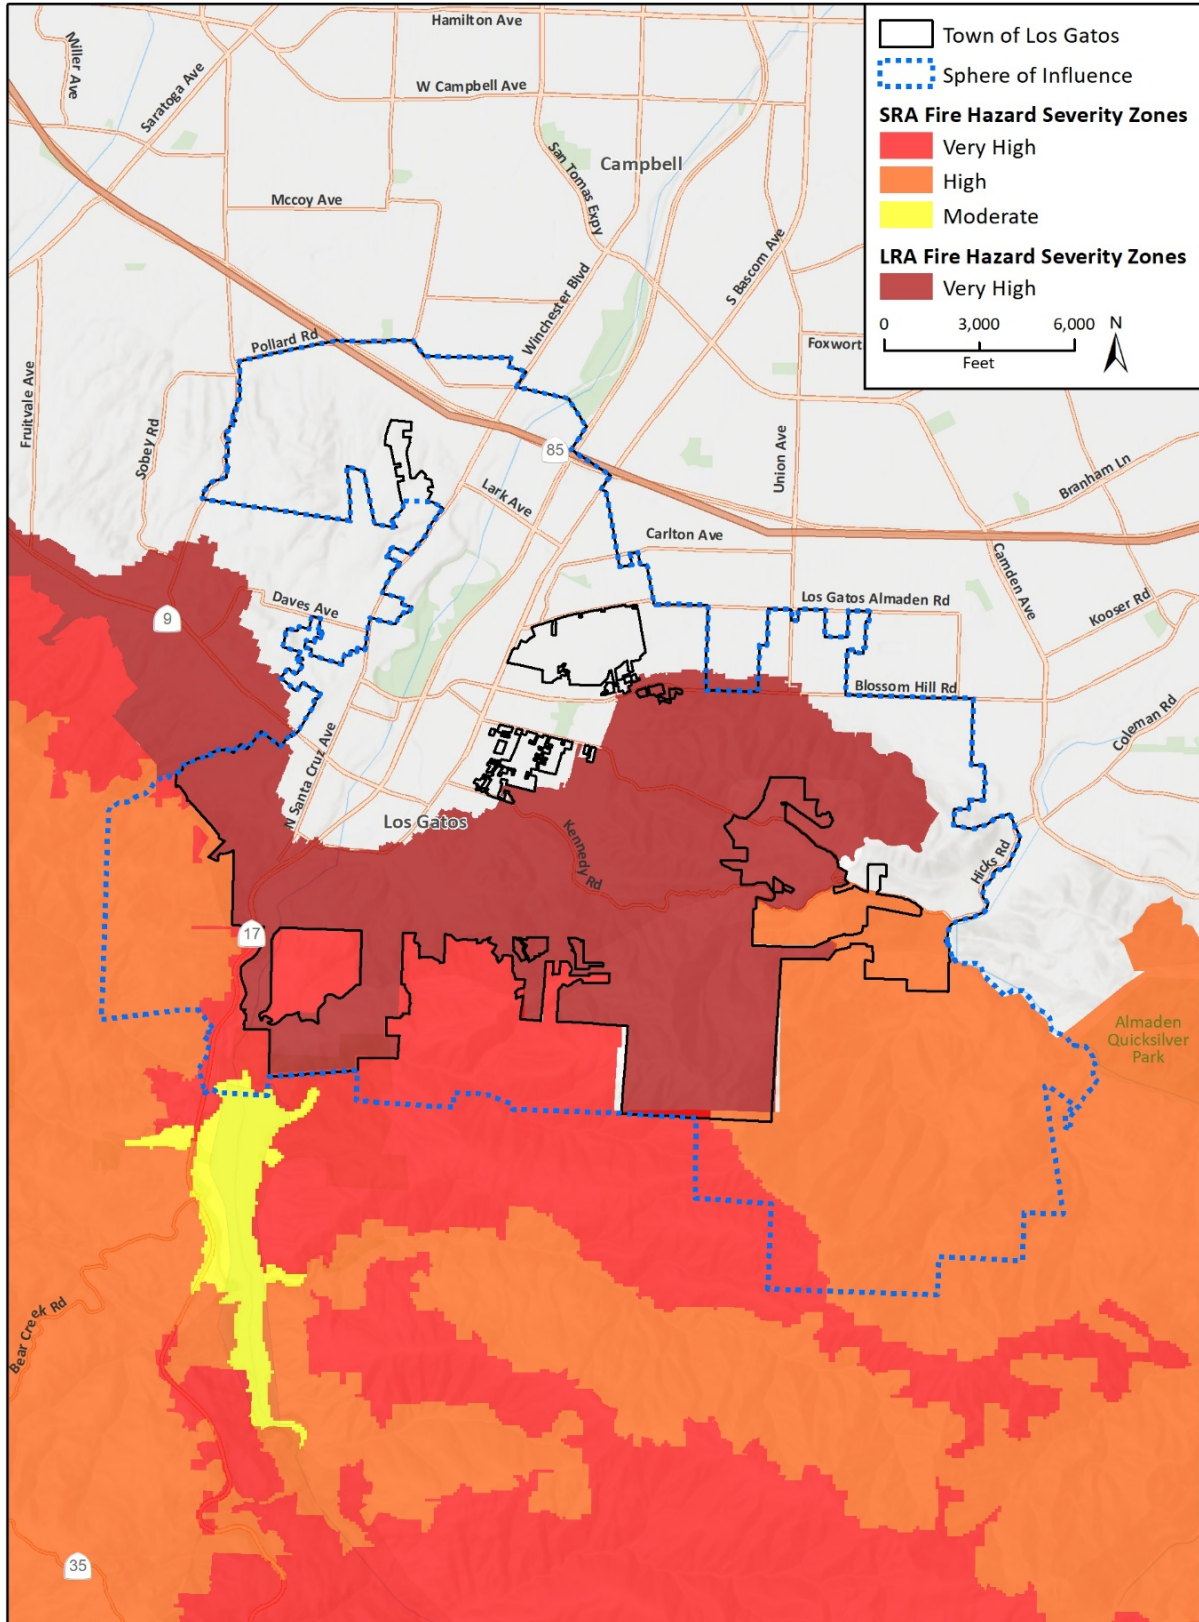 Hamilton Ave
Miller Ave
Saratoga Ave
W Campbell Ave
San Tomas Expy
Campbell
Mccoy Ave
S Bascom Ave
Winchester Blvd
Pollard Rd
Foxwort
Fruitvale Ave
Sobey Rd
85
Union Ave
Branham Ln
Lark Ave
Carlton Ave
Camden Ave
Daves Ave
9
Los Gatos Almaden Rd
Kooser Rd
Blossom Hill Rd
Coleman Rd
N Santa Cruz Ave
Los Gatos
Kennedy Rd
Hicks Rd
17
Almaden
Quicksilver
Park
Bear Creek Rd
35
Town of Los Gatos
Sphere of Influence
SRA Fire Hazard Severity Zones
Very High
High
Moderate
LRA Fire Hazard Severity Zones
Very High
0 3,000 6,000 N
Feet